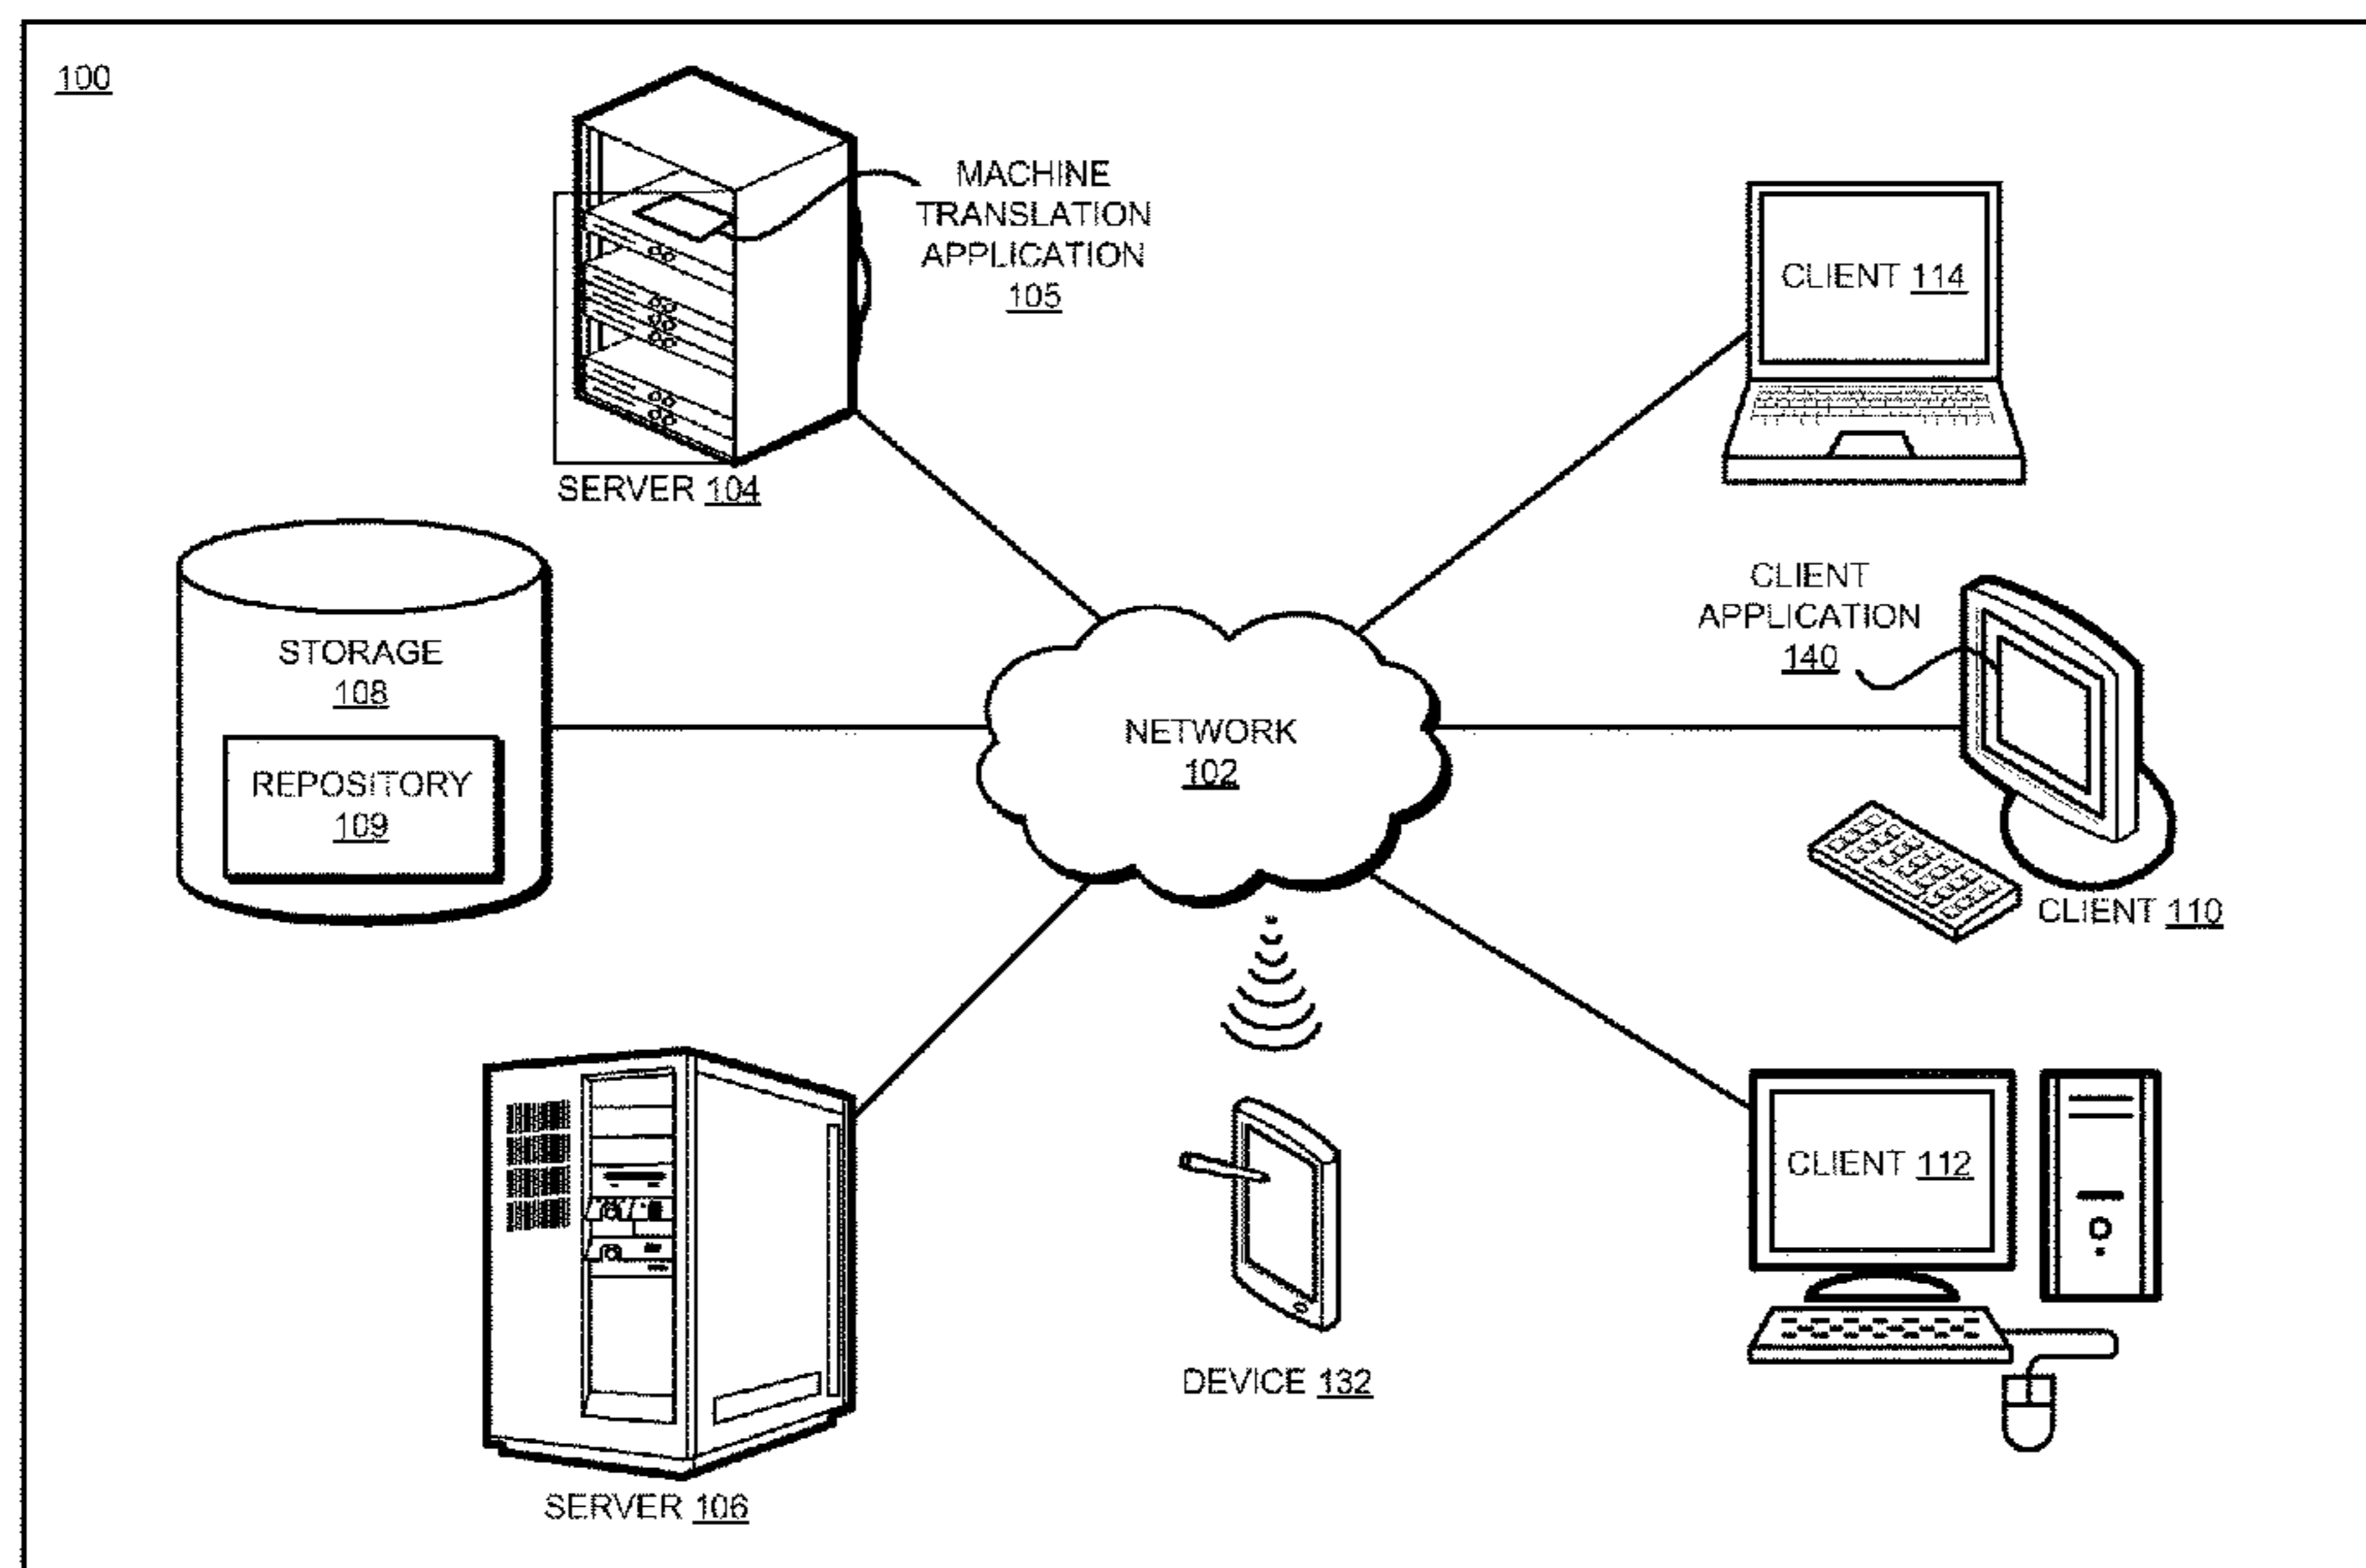 100
MACHINE
TRANSLATION
APPLICATION
105
SERVER 104
CLIENT 114
STORAGE
108
REPOSITORY
109
NETWORK
102
CLIENT
APPLICATION
140
CLIENT 110
SERVER 106
DEVICE 132
CLIENT 112